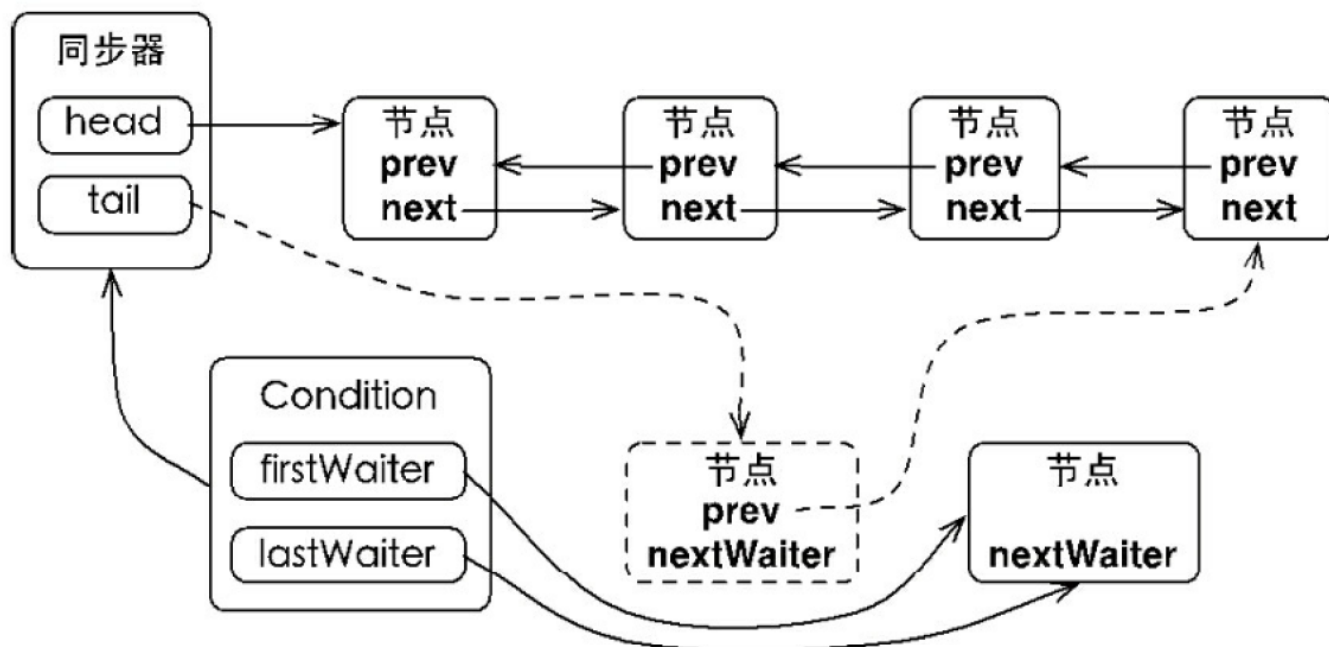 同步器
head
tail
节点
prev
next
节点
prev
next
节点
prev
next
节点
prev
next
Condition
firstWaiter
lastWaiter
节点
prev
nextWaiter
节点
nextWaiter